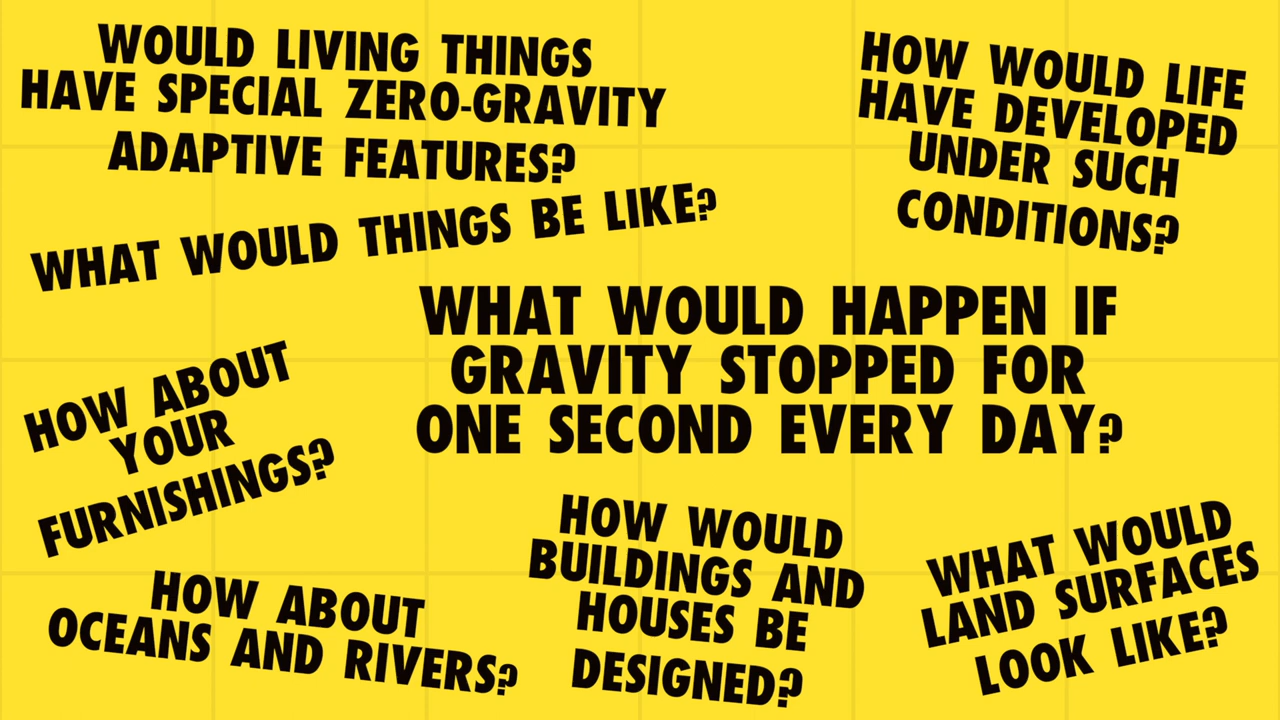 WOULD LIVING THINGS
HAVE SPECIAL ZERO-GRAVITY
ADAPTIVE FEATURES?
HOW WOULD LIFE
HAVE DEVELOPED
UNDER SUCH
CONDITIONS?
WHAT WOULD THINGS BE LIKE?
WHAT WOULD HAPPEN IF
GRAVITY STOPPED FOR
ONE SECOND EVERY DAY?
HOW ABOUT
YOUR
FURNISHINGS?
HOW WOULD
BUILDINGS AND
HOUSES BE
DESIGNED?
WHAT WOULD
LAND SURFACES
LOOK LIKE?
HOW ABOUT
OCEANS AND RIVERS?